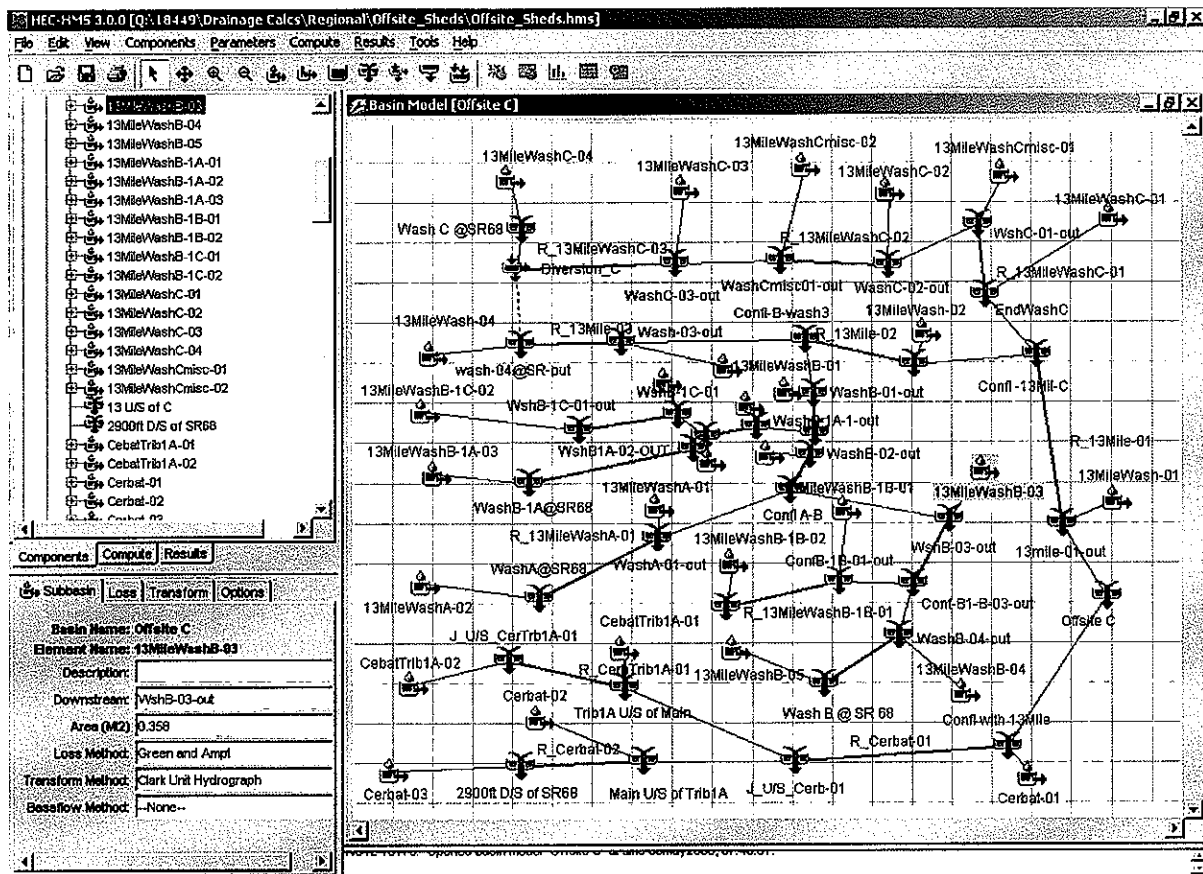 HEC-HMS 3.0.0 [Q:\18449\Drainage Calcs\Regional\Offsite_Sheds\Offsite_Sheds.hms]
File Edit View Components Parameters Compute Results Tools Help
13MileWashB-03
13MileWashB-04
13MileWashB-05
13MileWashB-1A-01
13MileWashB-1A-02
13MileWashB-1A-03
13MileWashB-1B-01
13MileWashB-1B-02
13MileWashB-1C-01
13MileWashB-1C-02
13MileWashC-01
13MileWashC-02
13MileWashC-03
13MileWashC-04
13MileWashCmisc-01
13MileWashCmisc-02
13 U/S of C
2900ft D/S of SR68
CebatTrib1A-01
CebatTrib1A-02
Cerbat-01
Cerbat-02
Cerbat-03
Components Compute Results
Subbasin Loss Transform Options
Basin Name: Offsite C
Element Name: 13MileWashB-03
Description:
Downstream: WshB-03-out
Area (MI2) 0.358
Loss Method: Green and Ampt
Transform Method: Clark Unit Hydrograph
Baseflow Method: --None--
Basin Model [Offsite C]
13MileWashC-04
13MileWashC-03
13MileWashCmisc-02
13MileWashC-02
13MileWashCmisc-01
13MileWashC-01
Wash C @SR68
R_13MileWashC-03
R_13MileWashC-02
WshC-01-out
Diversion_C
R_13MileWashC-01
WashC-03-out
WashCmisc01-out
WashC-02-out
EndWashC
13MileWash-04
R_13Mile-03
Wash-03-out
Confl-B-wash3
R_13Mile-02
13MileWash-02
wash-04@SR-out
13MileWashB-01
Confl-13Mil-C
13MileWashB-1C-02
WshB-1C-01-out
WshB-1C-01
WashB-01-out
R_13Mile-01
13MileWashB-1A-03
WshB1A-02-OUT
WashB-02-out
WashB-1A@SR68
13MileWashA-01
13MileWashB-03
13MileWash-01
Confl A-B
R_13MileWashA-01
WashA-01-out
13MileWashB-1B-02
ConfB-1B-01-out
WshB-03-out
13mile-01-out
WashA@SR68
13MileWashA-02
R_13MileWashB-1B-01
Conf-B1-B-03-out
Offsite C
J_U/S_CerTrb1A-01
CebatTrib1A-01
WashB-04-out
CebatTrib1A-02
13MileWashB-05
13MileWashB-04
Cerbat-02
Trib1A U/S of Main
Wash B @ SR 68
Confl-with-13Mile
R_Cerbat-02
R_Cerbat-01
Cerbat-03
2900ft D/S of SR68
Main U/S of Trib1A
J_U/S_Cerb-01
Cerbat-01